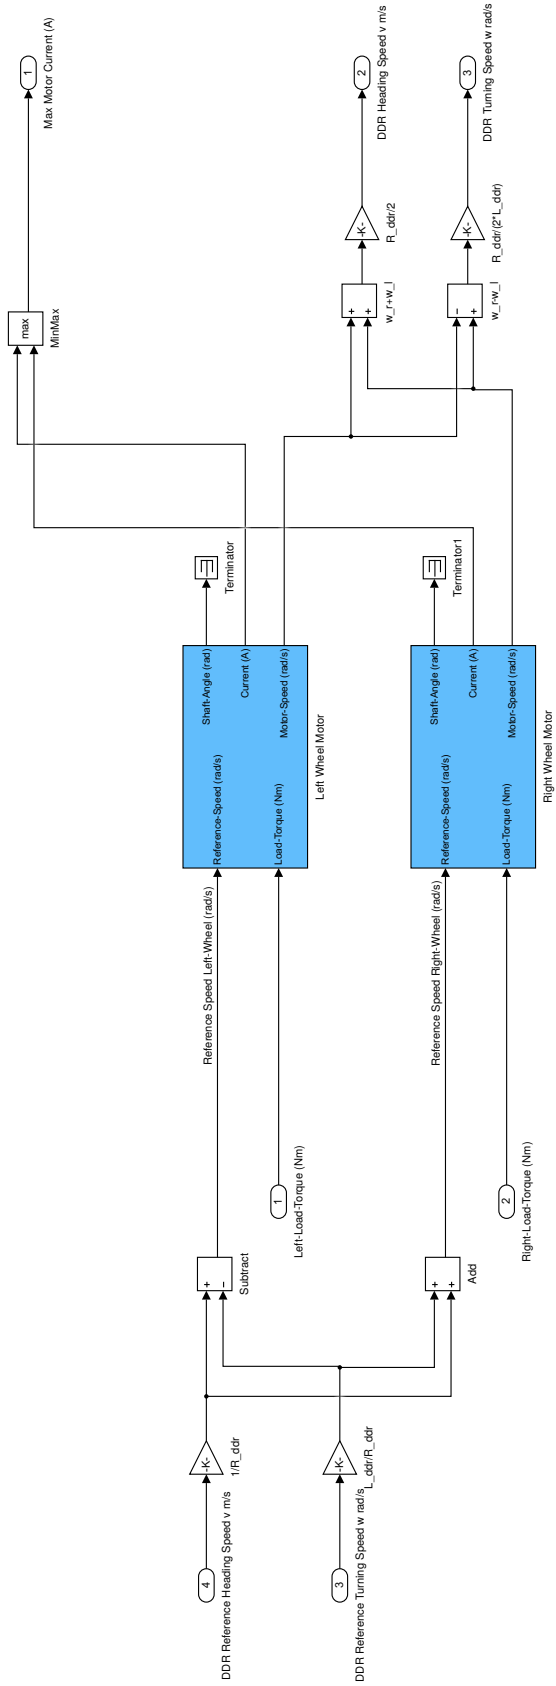 4
DDR Reference Heading Speed v m/s
-K-
1/R_ddr
3
DDR Reference Turning Speed w rad/s
-K-
L_ddr/R_ddr
+
−
Subtract
+
+
Add
1
Left-Load-Torque (Nm)
2
Right-Load-Torque (Nm)
Reference Speed Left-Wheel (rad/s)
Reference Speed Right-Wheel (rad/s)
Reference-Speed (rad/s)
Load-Torque (Nm)
Shaft-Angle (rad)
Current (A)
Motor-Speed (rad/s)
Left Wheel Motor
Reference-Speed (rad/s)
Load-Torque (Nm)
Shaft-Angle (rad)
Current (A)
Motor-Speed (rad/s)
Right Wheel Motor
Terminator
Terminator1
max
MinMax
+
+
w_r+w_l
−
+
w_r-w_l
-K-
R_ddr/2
-K-
R_ddr/(2*L_ddr)
1
Max Motor Current (A)
2
DDR Heading Speed v m/s
3
DDR Turning Speed w rad/s